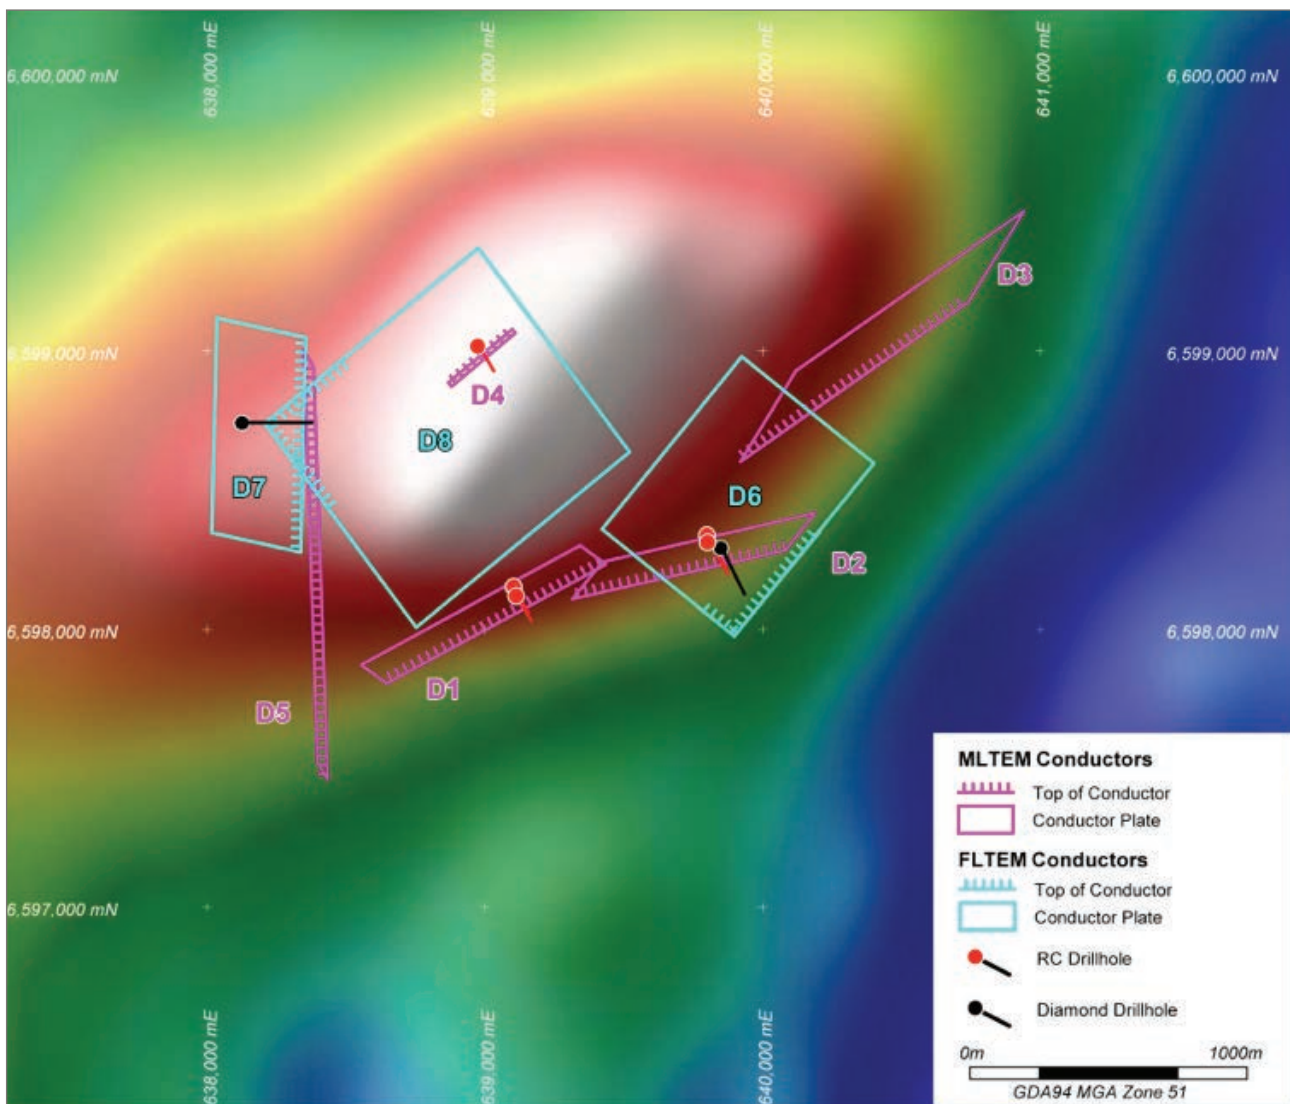 638,000 mE
639,000 mE
640,000 mE
641,000 mE
6,600,000 mN
6,600,000 mN
D3
6,599,000 mN
6,599,000 mN
D4
D8
D7
D6
D2
6,598,000 mN
6,598,000 mN
D1
D5
MLTEM Conductors
Top of Conductor
Conductor Plate
FLTEM Conductors
Top of Conductor
Conductor Plate
6,597,000 mN
RC Drillhole
Diamond Drillhole
638,000 mE
639,000 mE
640,000 mE
0m 1000m
GDA94 MGA Zone 51